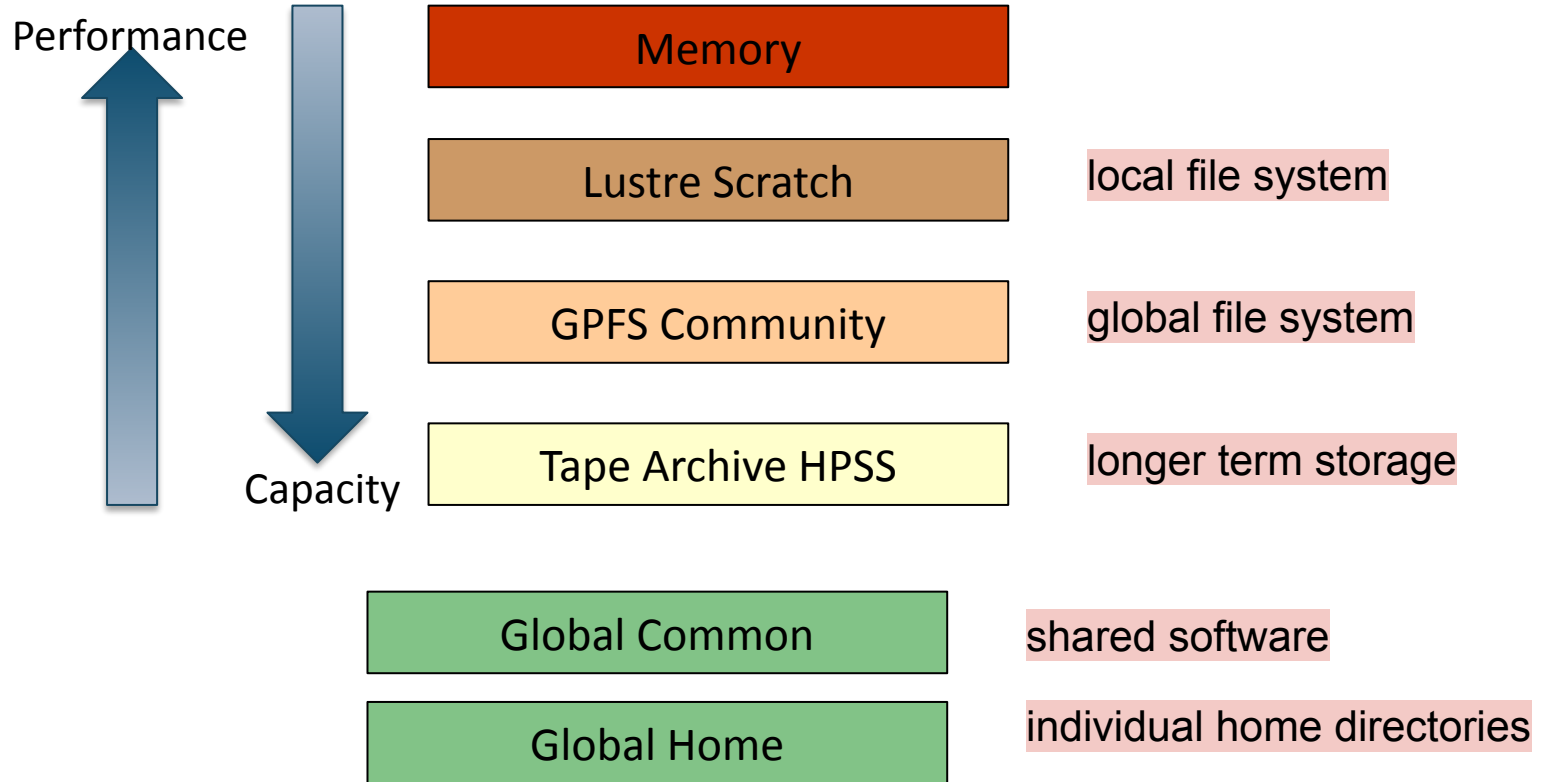 Performance
Memory
Lustre Scratch
local file system
GPFS Community
global file system
Tape Archive HPSS
longer term storage
Capacity
Global Common
shared software
Global Home
individual home directories